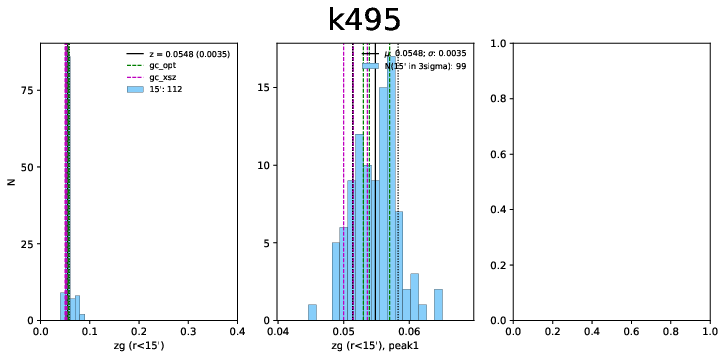 k495
z = 0.0548 (0.0035)
gc_opt
gc_xsz
15': 112
N
75
50
25
0
0.0 0.1 0.2 0.3 0.4
zg (r<15')
μ: 0.0548; σ: 0.0035
N(15' in 3sigma): 99
15
10
5
0
0.04 0.05 0.06
zg (r<15'), peak1
1.0
0.8
0.6
0.4
0.2
0.0
0.0 0.2 0.4 0.6 0.8 1.0